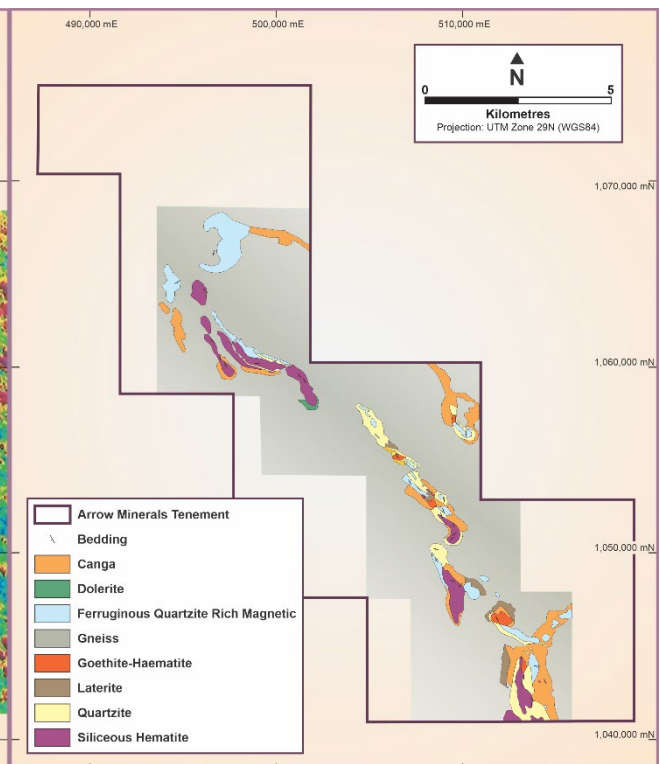 490,000 mE
500,000 mE
510,000 mE
N
0
5
Kilometres
Projection: UTM Zone 29N (WGS84)
1,070,000 mN
1,060,000 mN
1,050,000 mN
1,040,000 mN
Arrow Minerals Tenement
Bedding
Canga
Dolerite
Ferruginous Quartzite Rich Magnetic
Gneiss
Goethite-Haematite
Laterite
Quartzite
Siliceous Hematite